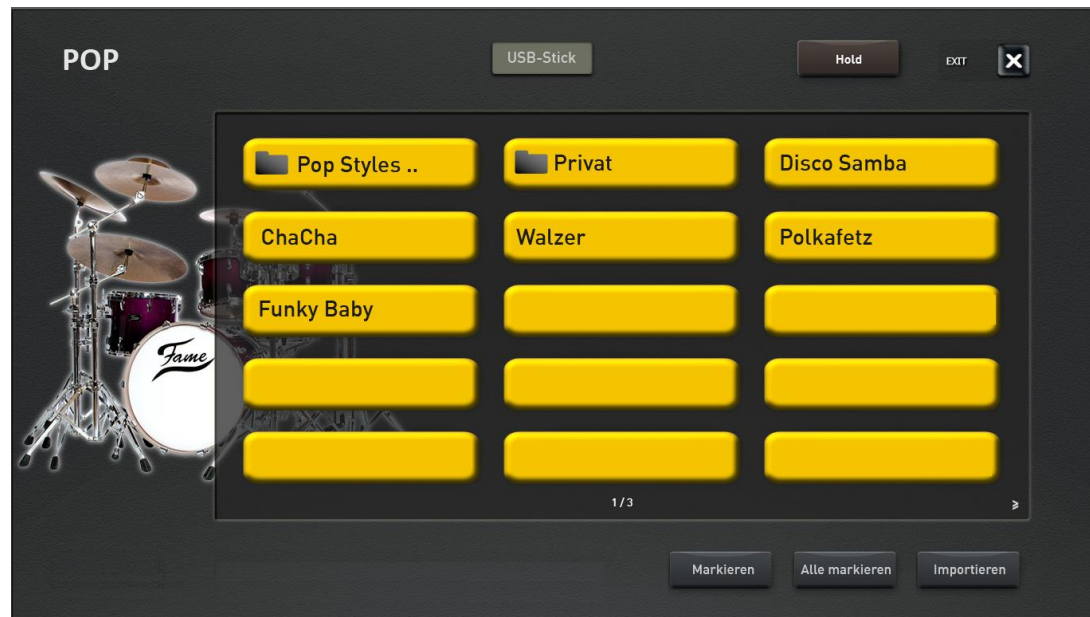 POP
USB-Stick
Hold
EXIT
Pop Styles ..
Privat
Disco Samba
ChaCha
Walzer
Polkafetz
Funky Baby
Fame
1/3
Markieren
Alle markieren
Importieren